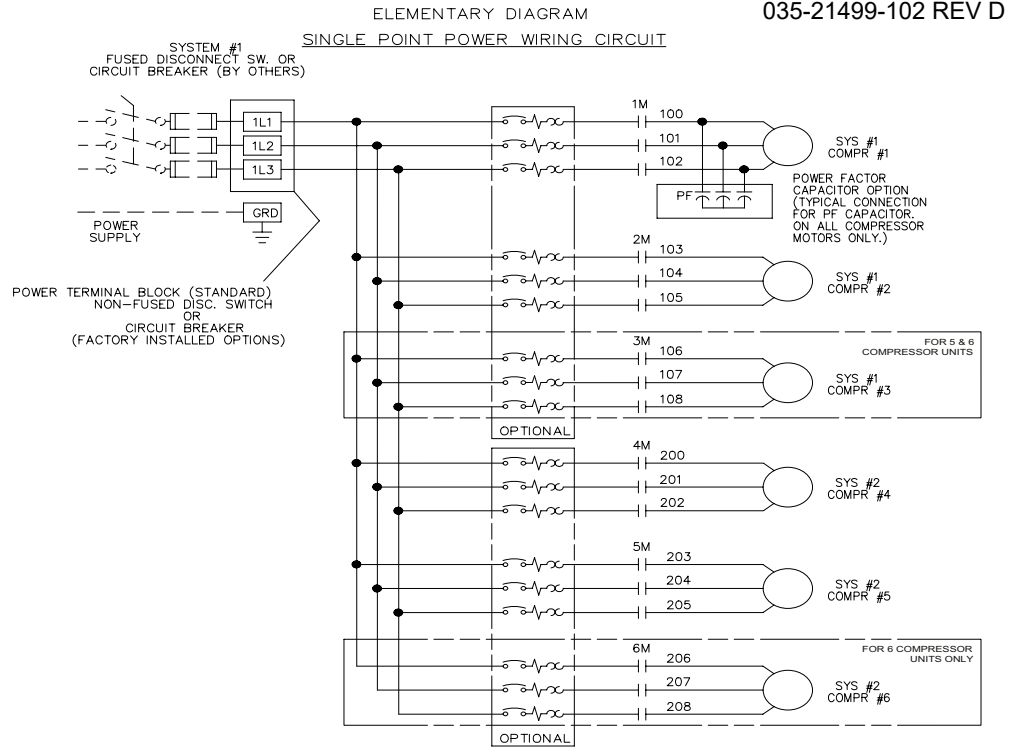 ELEMENTARY DIAGRAM
035-21499-102 REV D
SINGLE POINT POWER WIRING CIRCUIT
SYSTEM #1
FUSED DISCONNECT SW. OR
CIRCUIT BREAKER (BY OTHERS)
1L1
1L2
1L3
GRD
POWER
SUPPLY
POWER TERMINAL BLOCK (STANDARD)
NON-FUSED DISC. SWITCH
OR
CIRCUIT BREAKER
(FACTORY INSTALLED OPTIONS)
1M
100
101
102
SYS #1
COMPR #1
PF
POWER FACTOR
CAPACITOR OPTION
(TYPICAL CONNECTION
FOR PF CAPACITOR.
ON ALL COMPRESSOR
MOTORS ONLY.)
2M
103
104
105
SYS #1
COMPR #2
FOR 5 & 6
COMPRESSOR UNITS
3M
106
107
108
SYS #1
COMPR #3
OPTIONAL
4M
200
201
202
SYS #2
COMPR #4
5M
203
204
205
SYS #2
COMPR #5
FOR 6 COMPRESSOR
UNITS ONLY
6M
206
207
208
SYS #2
COMPR #6
OPTIONAL